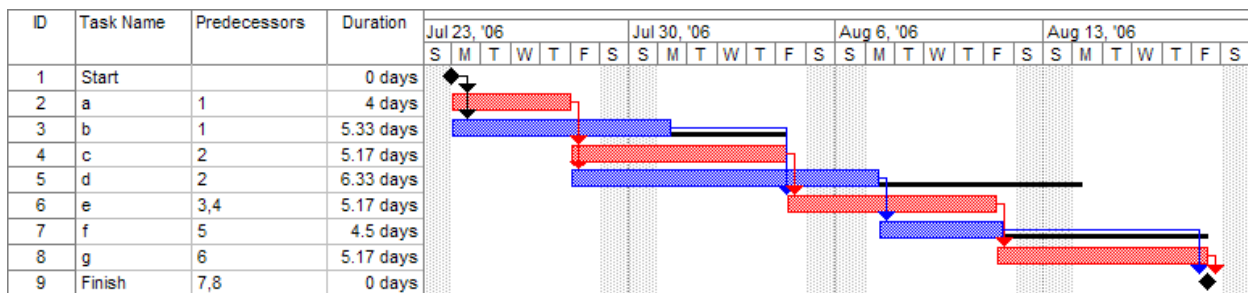 ID Task Name Predecessors Duration Jul 23, '06 Jul 30, '06 Aug 6, '06 Aug 13, '06
S M T W T F S S M T W T F S S M T W T F S S M T W T F S
1 Start 0 days
2 a 1 4 days
3 b 1 5.33 days
4 c 2 5.17 days
5 d 2 6.33 days
6 e 3,4 5.17 days
7 f 5 4.5 days
8 g 6 5.17 days
9 Finish 7,8 0 days